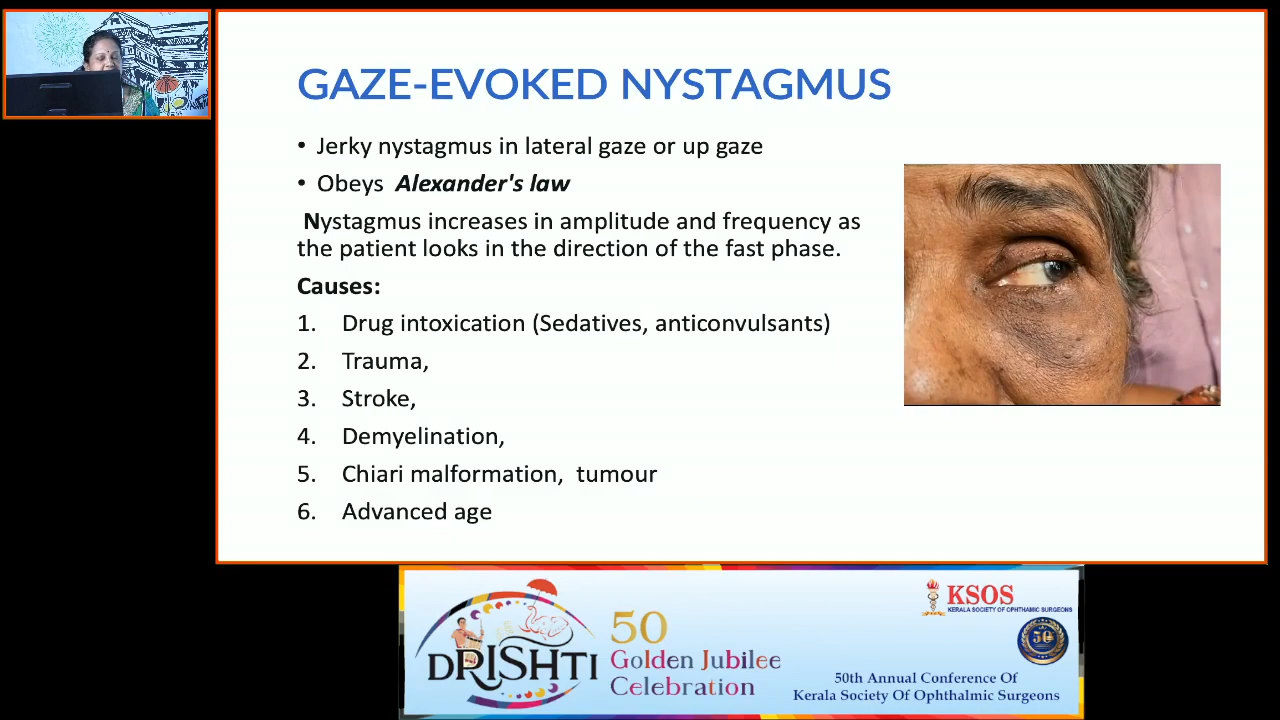 GAZE-EVOKED NYSTAGMUS
• Jerky nystagmus in lateral gaze or up gaze
• Obeys Alexander's law
Nystagmus increases in amplitude and frequency as
the patient looks in the direction of the fast phase.
Causes:
1. Drug intoxication (Sedatives, anticonvulsants)
2. Trauma,
3. Stroke,
4. Demyelination,
5. Chiari malformation, tumour
6. Advanced age
DRISHTI
50
Golden Jubilee
Celebration
KSOS
KERALA SOCIETY OF OPHTHAMIC SURGEONS
50
50th Annual Conference Of
Kerala Society Of Ophthalmic Surgeons